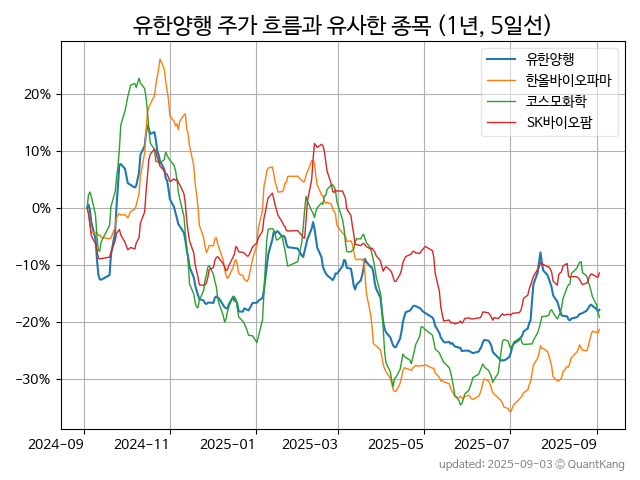 유한양행 주가 흐름과 유사한 종목 (1년, 5일선)
유한양행
한올바이오파마
코스모화학
SK바이오팜
20%
10%
0%
−10%
−20%
−30%
2024-09 2024-11 2025-01 2025-03 2025-05 2025-07 2025-09
updated: 2025-09-03 ⓒ QuantKang